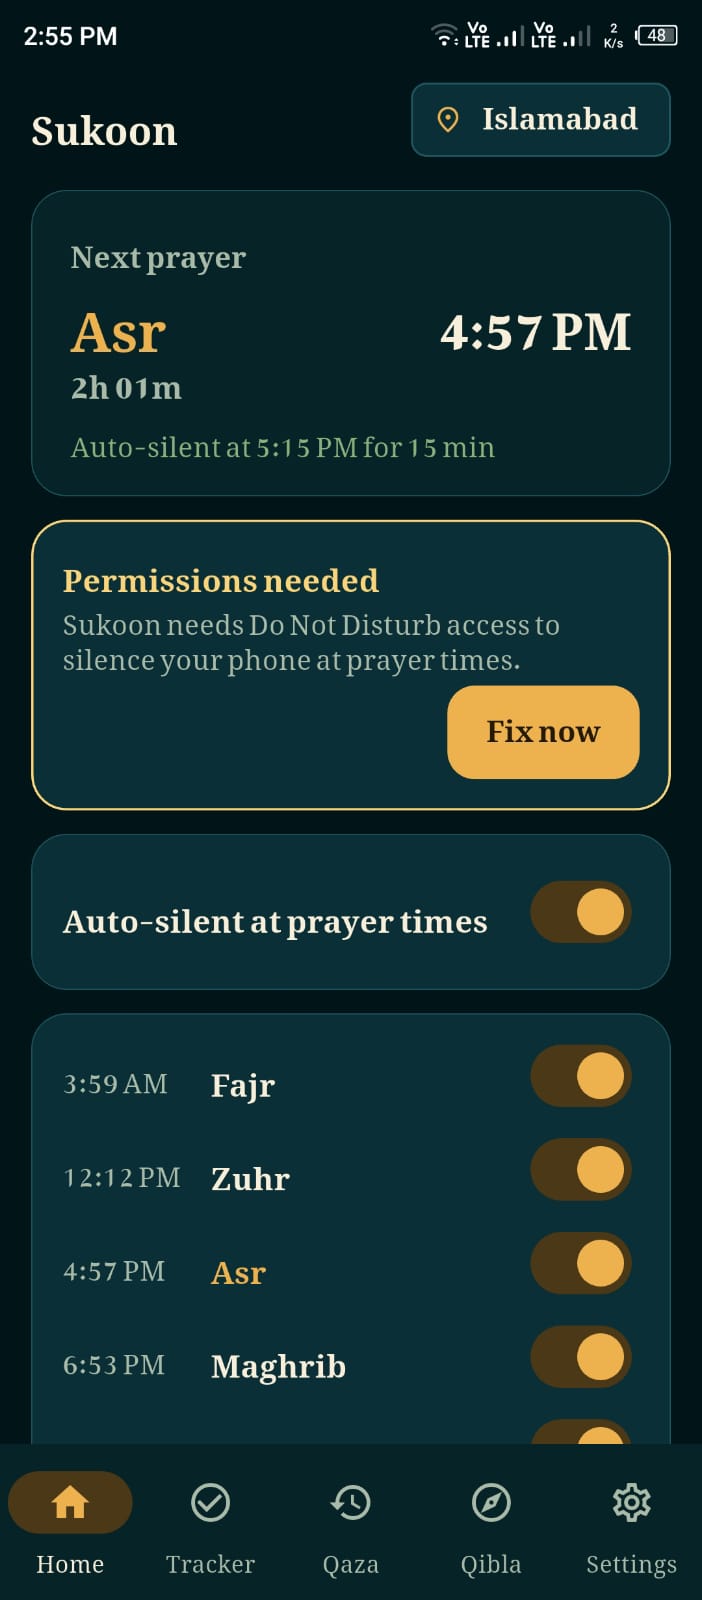 2:55 PM
Vo LTE Vo LTE 2 K/s 48
Sukoon
Islamabad
Next prayer
Asr 4:57 PM
2h 01m
Auto-silent at 5:15 PM for 15 min
Permissions needed
Sukoon needs Do Not Disturb access to
silence your phone at prayer times.
Fix now
Auto-silent at prayer times
3:59 AM Fajr
12:12 PM Zuhr
4:57 PM Asr
6:53 PM Maghrib
Home Tracker Qaza Qibla Settings